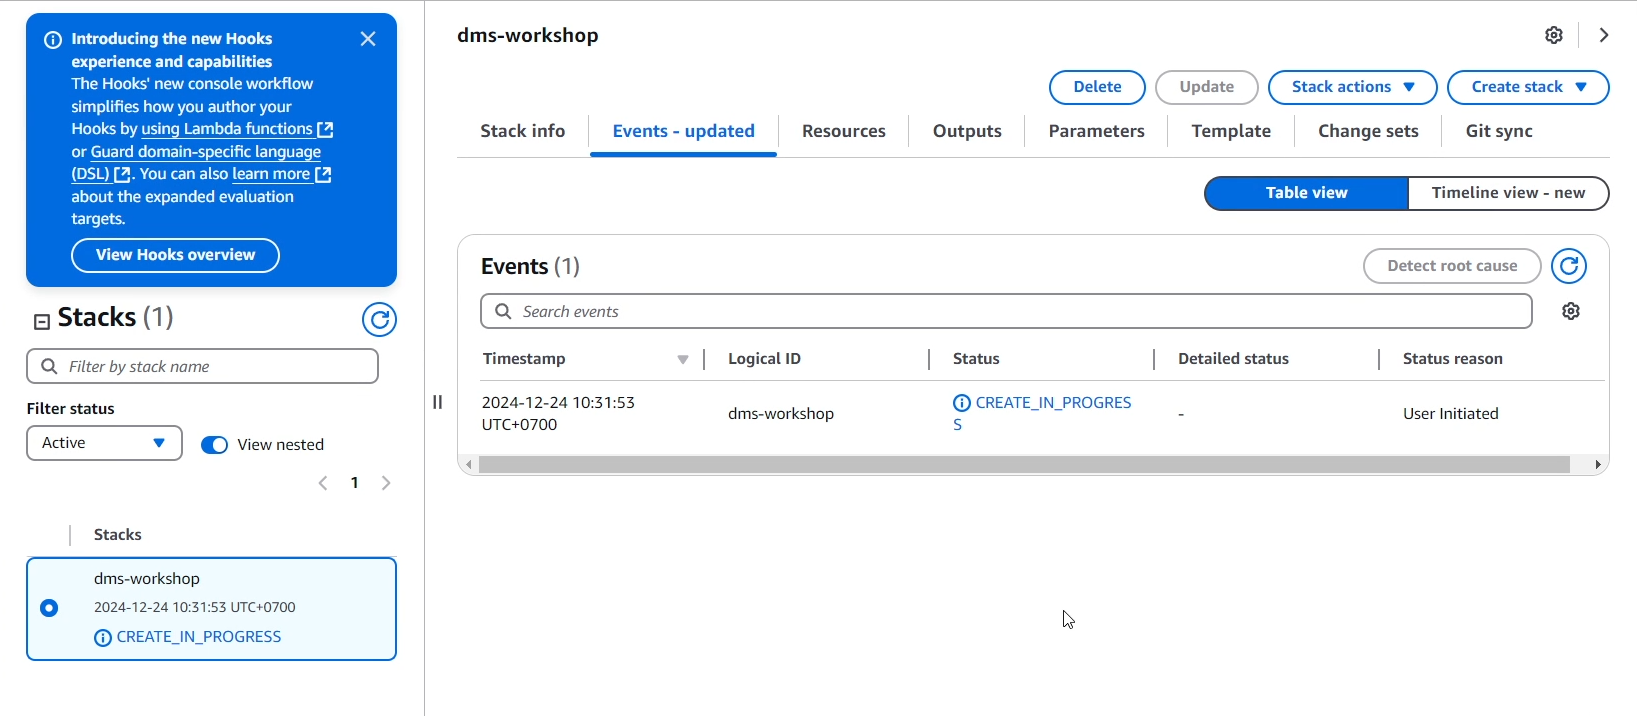 Introducing the new Hooks
experience and capabilities
The Hooks' new console workflow
simplifies how you author your
Hooks by using Lambda functions
or Guard domain-specific language
(DSL). You can also learn more
about the expanded evaluation
targets.
View Hooks overview
Stacks (1)
Filter by stack name
Filter status
Active
View nested
1
Stacks
dms-workshop
2024-12-24 10:31:53 UTC+0700
CREATE_IN_PROGRESS
dms-workshop
Delete Update Stack actions Create stack
Stack info Events - updated Resources Outputs Parameters Template Change sets Git sync
Table view Timeline view - new
Events (1) Detect root cause
Search events
Timestamp Logical ID Status Detailed status Status reason
2024-12-24 10:31:53
UTC+0700
dms-workshop
CREATE_IN_PROGRES
S
-
User Initiated